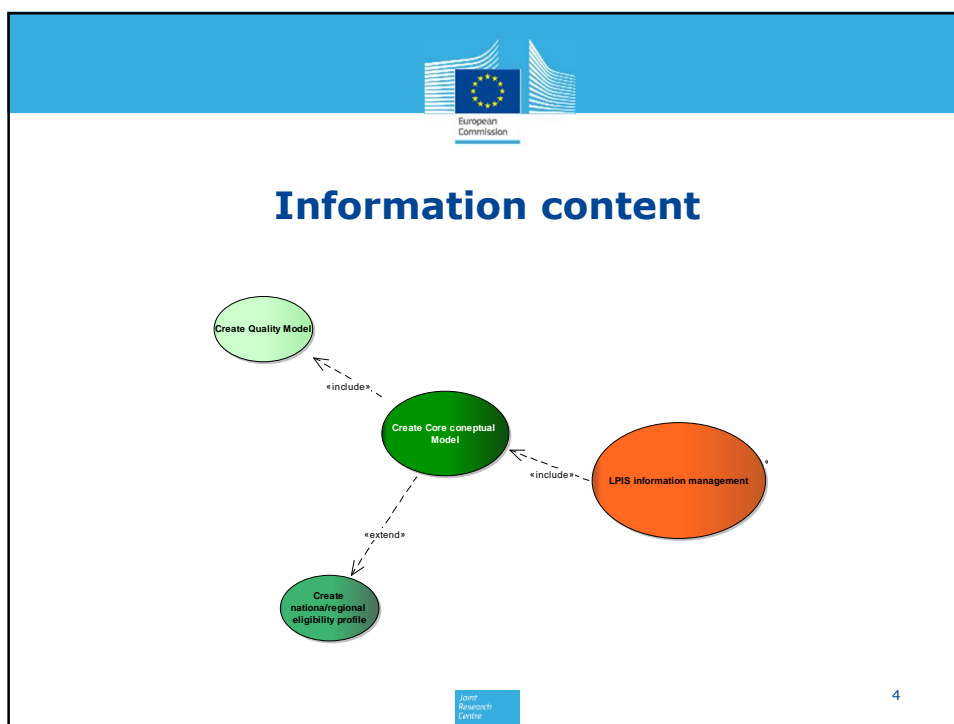 European
Commission
Information content
Create Quality Model
«include»
Create Core coneptual
Model
«include»
LPIS information management
«
«extend»
Create
nationa/regional
eligibility profile
Joint
Research
Centre
4